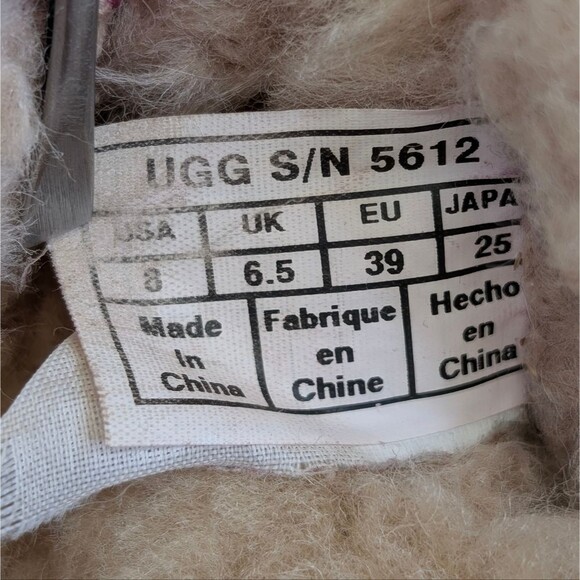 UGG S/N 5612
USA UK EU JAPA
8 6.5 39 25
Made Fabrique Hecho
In en en
China Chine China